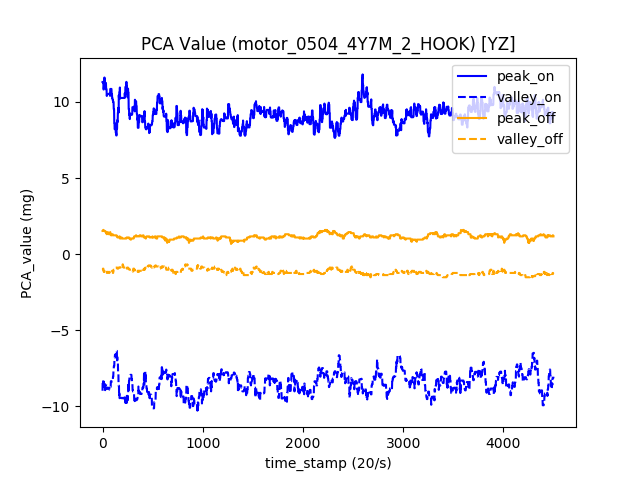 PCA Value (motor_0504_4Y7M_2_HOOK) [YZ]
peak_on
valley_on
peak_off
valley_off
10
5
0
−5
−10
PCA_value (mg)
0
1000
2000
3000
4000
time_stamp (20/s)